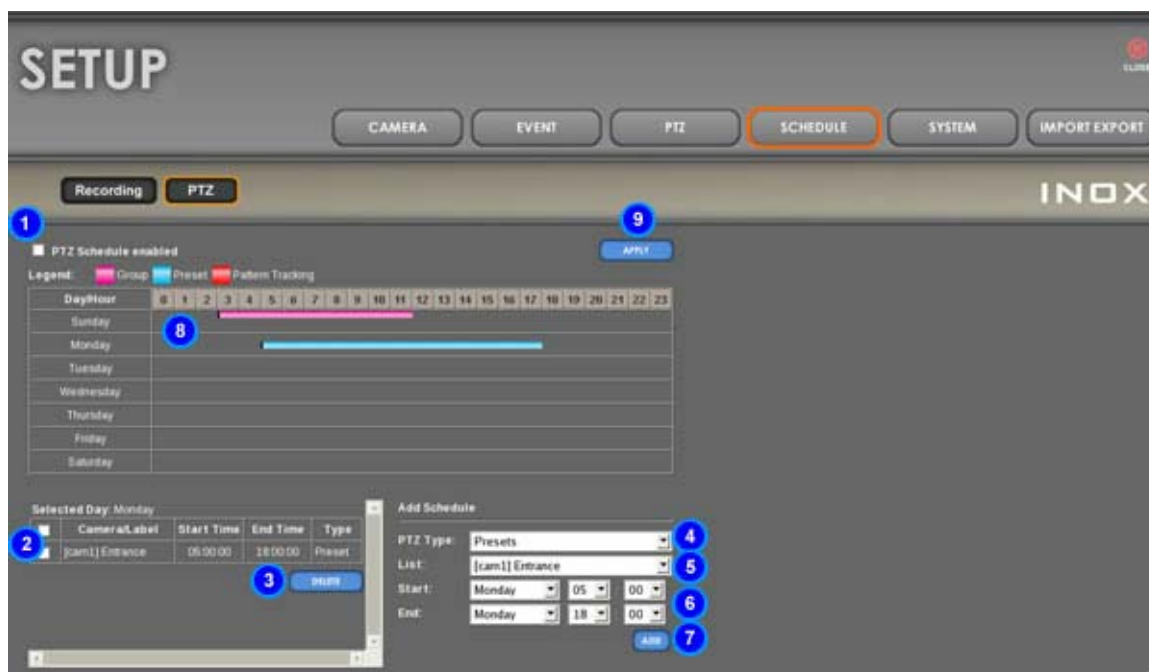 SETUP
CLOSE
CAMERA EVENT PTZ SCHEDULE SYSTEM IMPORT EXPORT
Recording PTZ INOX
1 9
PTZ Schedule enabled APPLY
Legend: Group Preset Pattern Tracking
Day/Hour 0 1 2 3 4 5 6 7 8 9 10 11 12 13 14 15 16 17 18 19 20 21 22 23
Sunday
8
Monday
Tuesday
Wednesday
Thursday
Friday
Saturday
Selected Day: Monday
Camera/Label Start Time End Time Type
2 [cam1] Entrance 05:00:00 18:00:00 Preset
3 DELETE
Add Schedule
PTZ Type: Presets 4
List: [cam1] Entrance 5
Start: Monday 05 00
6
End: Monday 18 00
ADD 7